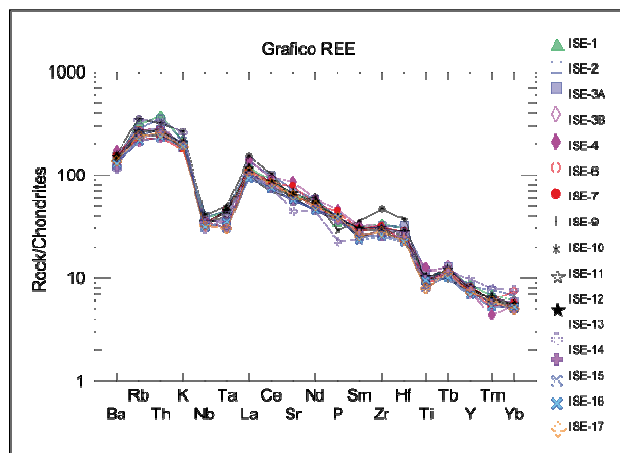 Grafico REE
Rock/Chondrites
1000
100
10
1
Rb Th K Ta La Ce Nd Sm Hf Tb Tm
Ba Th Nb Sr P Zr Ti Y Yb
ISE-1
ISE-2
ISE-3A
ISE-3B
ISE-4
ISE-6
ISE-7
ISE-9
ISE-10
ISE-11
ISE-12
ISE-13
ISE-14
ISE-15
ISE-16
ISE-17